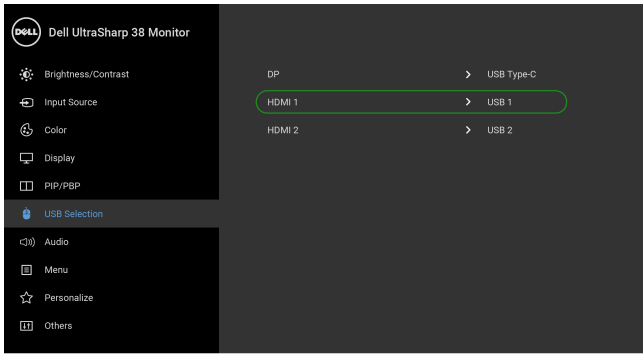 DELL Dell UltraSharp 38 Monitor
Brightness/Contrast
Input Source
Color
Display
PIP/PBP
USB Selection
Audio
Menu
Personalize
Others
DP > USB Type-C
HDMI 1 > USB 1
HDMI 2 > USB 2